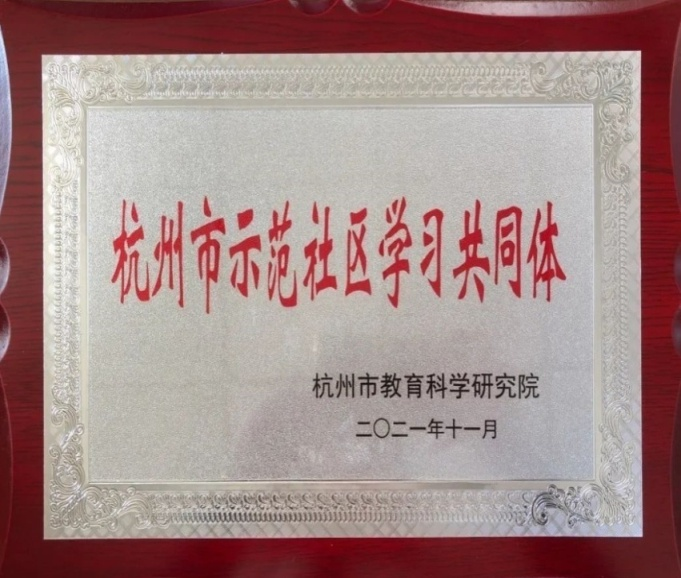 杭州市示范社区学习共同体
杭州市教育科学研究院
二〇二一年十一月